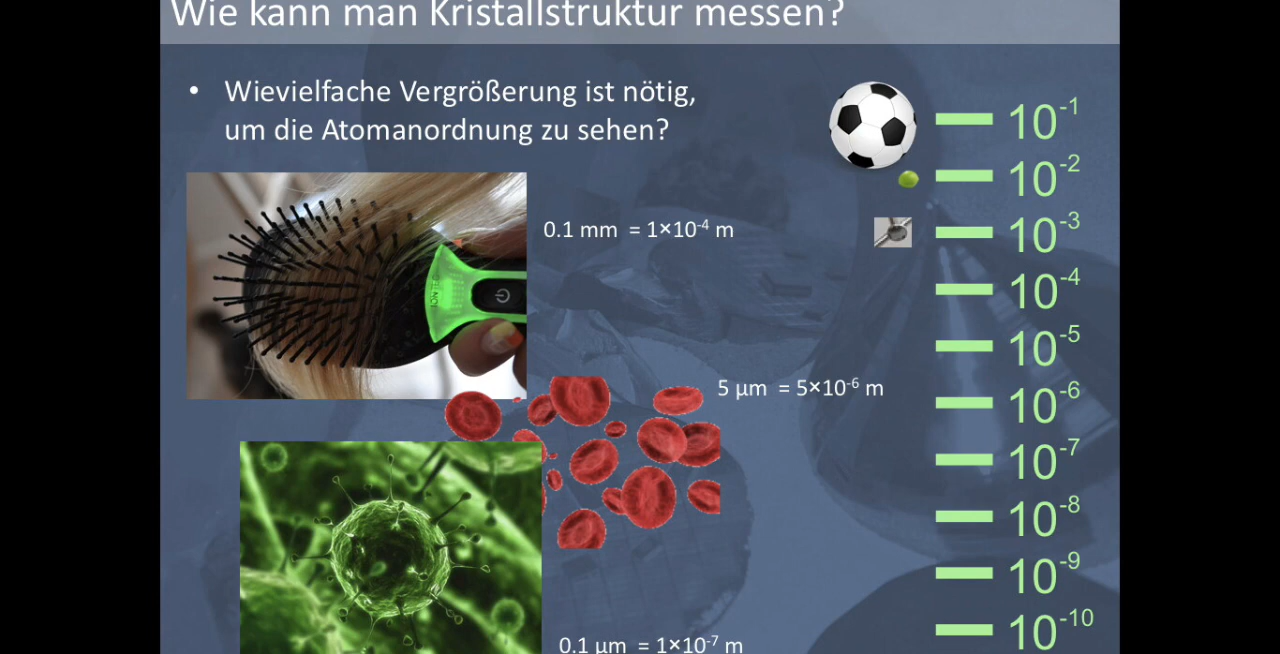 Wie kann man Kristallstruktur messen?
• Wievielfache Vergrößerung ist nötig,
um die Atomanordnung zu sehen?
0.1 mm = 1×10⁻⁴ m
5 µm = 5×10⁻⁶ m
0.1 µm = 1×10⁻⁷ m
10⁻¹
10⁻²
10⁻³
10⁻⁴
10⁻⁵
10⁻⁶
10⁻⁷
10⁻⁸
10⁻⁹
10⁻¹⁰